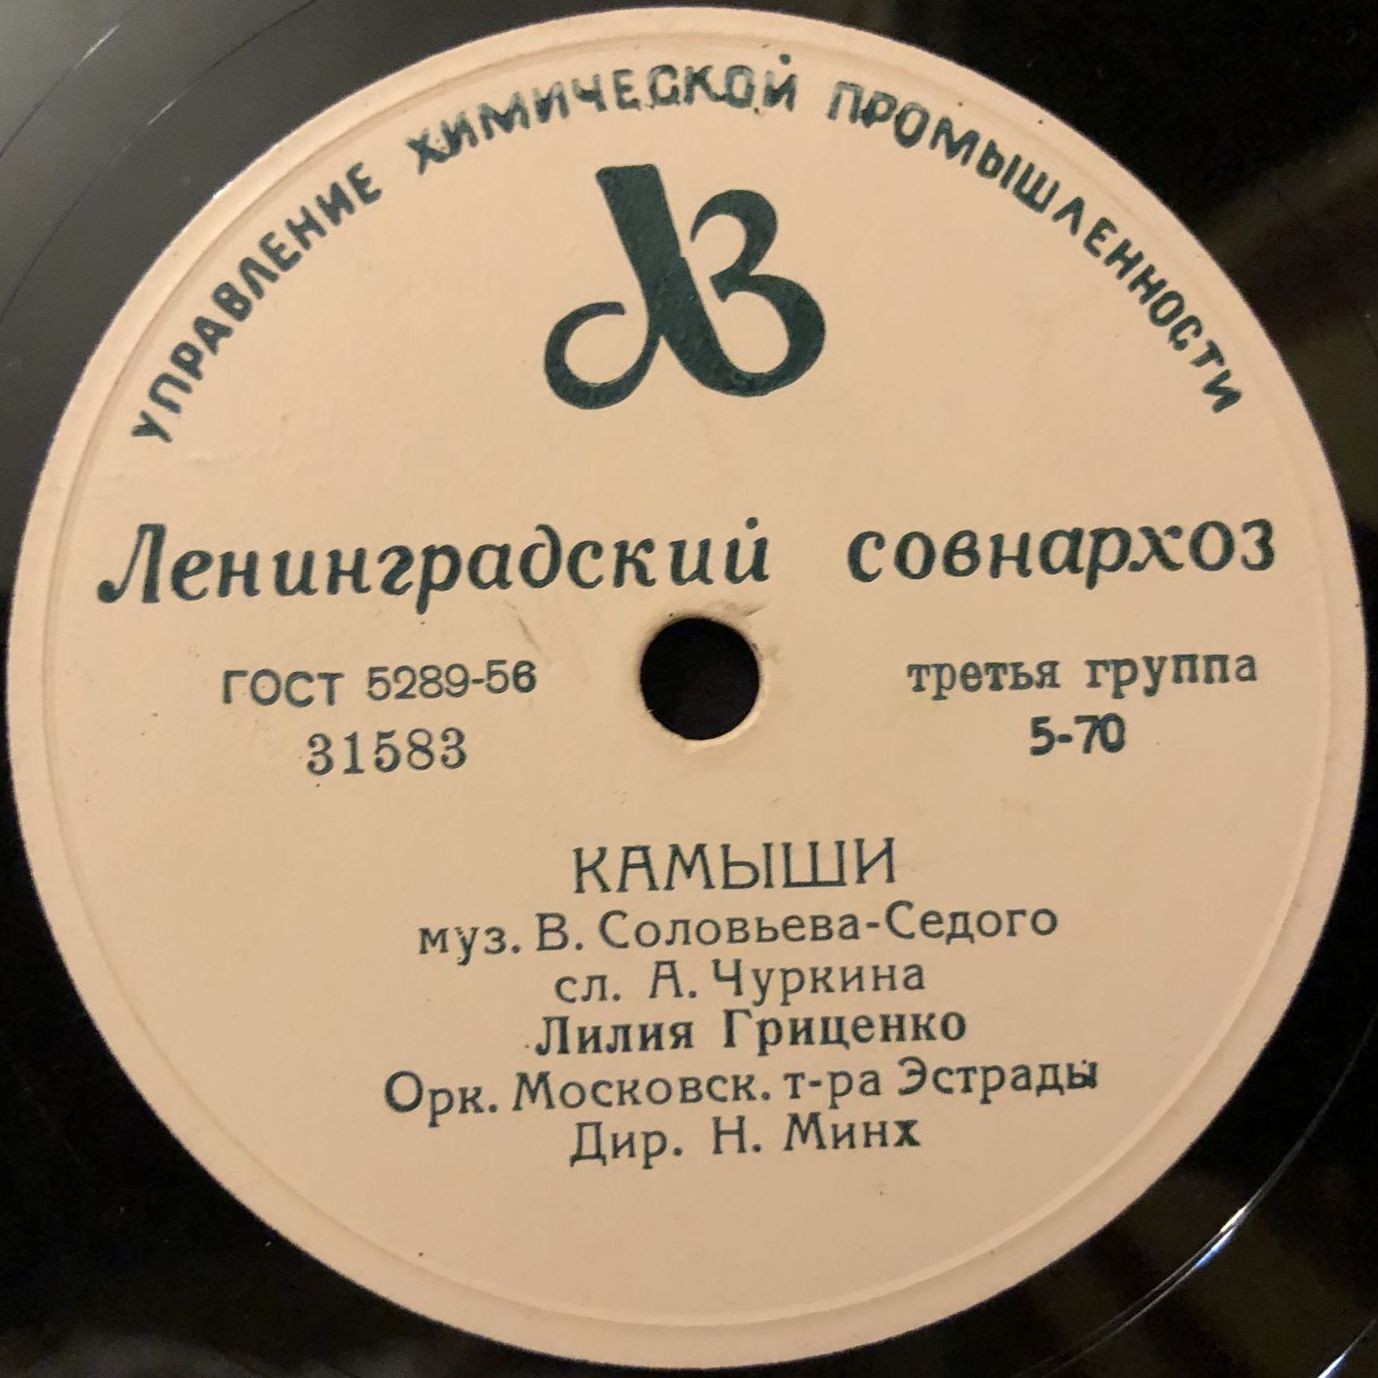 УПРАВЛЕНИЕ ХИМИЧЕСКОЙ ПРОМЫШЛЕННОСТИ
ЛЗ
Ленинградский совнархоз
ГОСТ 5289-56
31583
третья группа
5-70
КАМЫШИ
муз. В. Соловьева-Седого
сл. А. Чуркина
Лилия Гриценко
Орк. Московск. т-ра Эстрады
Дир. Н. Минх